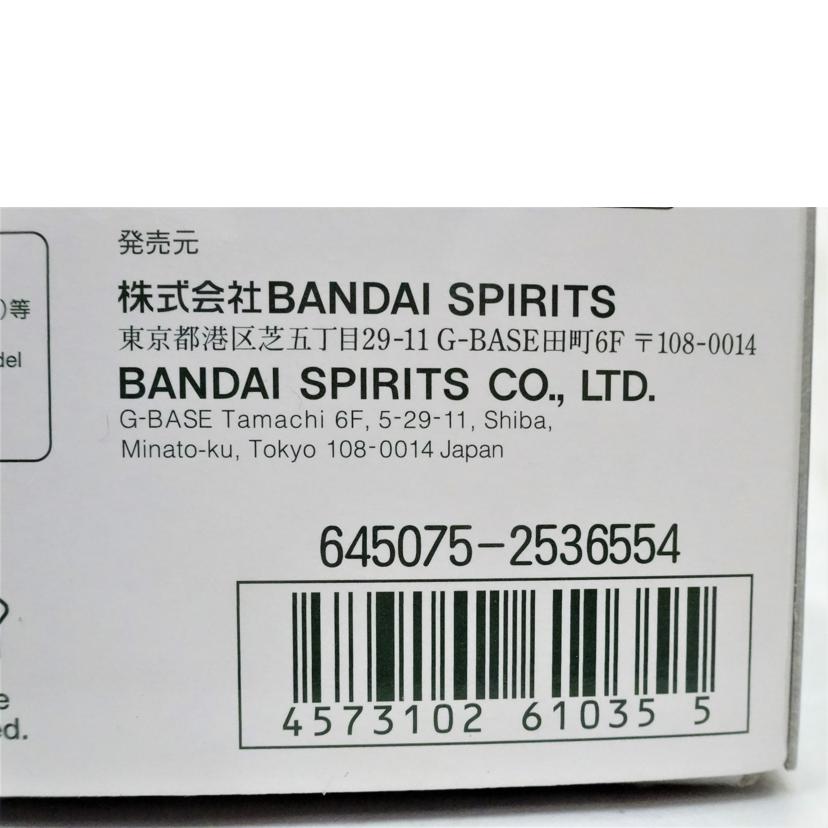 発売元
株式会社BANDAI SPIRITS
東京都港区芝五丁目29-11 G-BASE田町6F 〒108-0014
BANDAI SPIRITS CO., LTD.
G-BASE Tamachi 6F, 5-29-11, Shiba,
Minato-ku, Tokyo 108-0014 Japan
)等
del
645075-2536554
4573102 61035 5
e
ed.